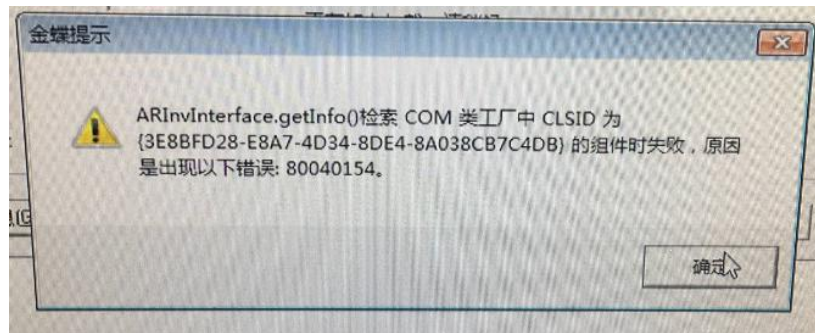 金蝶提示
ARInvInterface.getInfo()检索 COM 类工厂中 CLSID 为
{3E8BFD28-E8A7-4D34-8DE4-8A038CB7C4DB} 的组件时失败，原因
是出现以下错误: 80040154。
确定